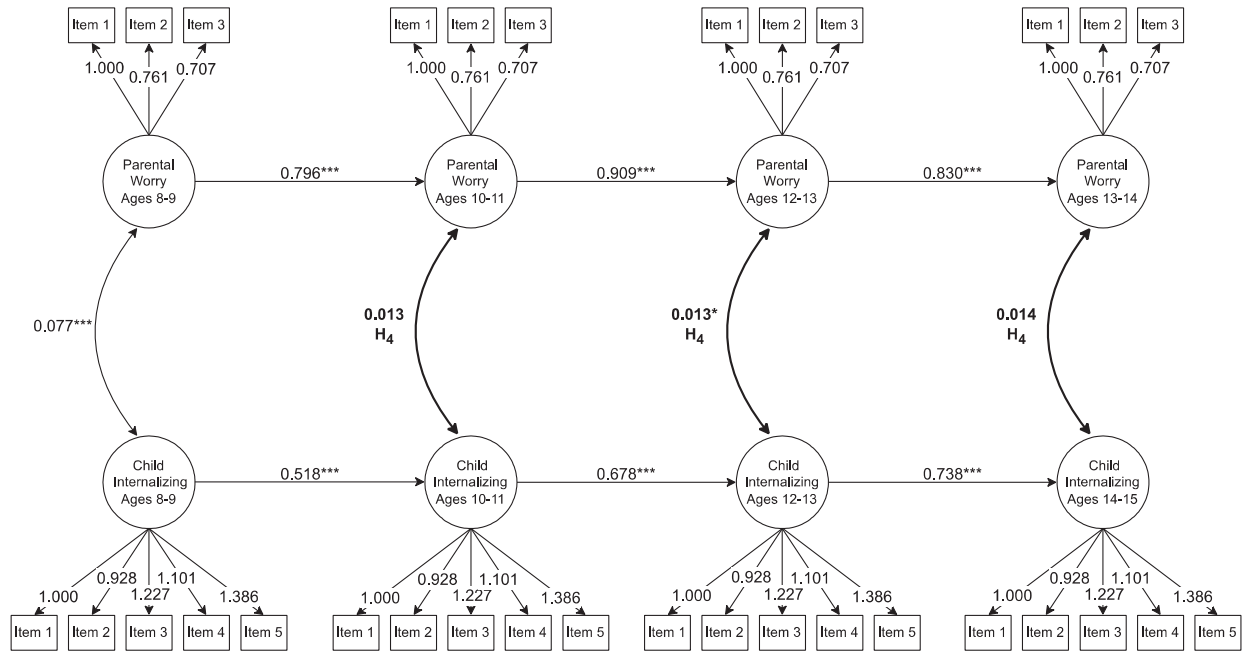 Item 1 Item 2 Item 3 Item 1 Item 2 Item 3 Item 1 Item 2 Item 3 Item 1 Item 2 Item 3
1.000 0.761 0.707 1.000 0.761 0.707 1.000 0.761 0.707 1.000 0.761 0.707
Parental
Worry
Ages 8-9
0.796***
Parental
Worry
Ages 10-11
0.909***
Parental
Worry
Ages 12-13
0.830***
Parental
Worry
Ages 13-14
0.077***
0.013
H4
0.013*
H4
0.014
H4
Child
Internalizing
Ages 8-9
0.518***
Child
Internalizing
Ages 10-11
0.678***
Child
Internalizing
Ages 12-13
0.738***
Child
Internalizing
Ages 14-15
1.000 0.928 1.227 1.101 1.386 1.000 0.928 1.227 1.101 1.386 1.000 0.928 1.227 1.101 1.386 1.000 0.928 1.227 1.101 1.386
Item 1 Item 2 Item 3 Item 4 Item 5 Item 1 Item 2 Item 3 Item 4 Item 5 Item 1 Item 2 Item 3 Item 4 Item 5 Item 1 Item 2 Item 3 Item 4 Item 5